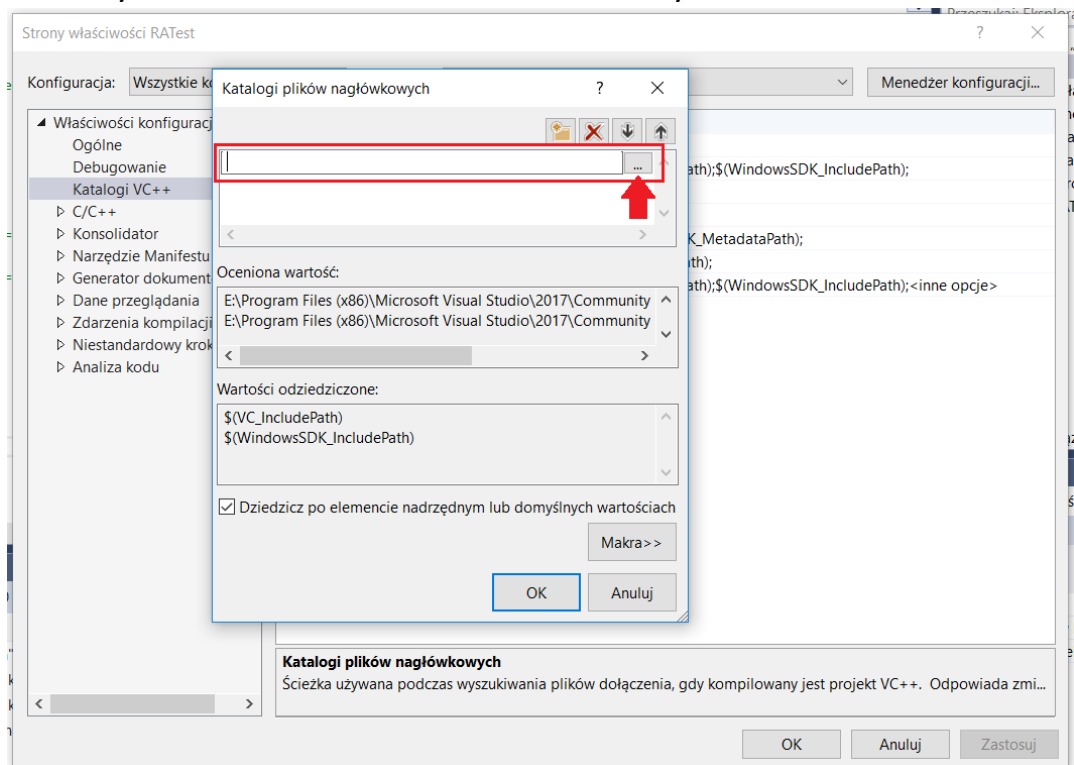 Przeszukaj: Eksplora
Strony właściwości RATest ? ×
Konfiguracja: Wszystkie ko
Menedżer konfiguracji...
Katalogi plików nagłówkowych ? ×
Właściwości konfiguracj
Ogólne
Debugowanie
Katalogi VC++
C/C++
Konsolidator
Narzędzie Manifestu
Generator dokument
Dane przeglądania
Zdarzenia kompilacji
Niestandardowy krok
Analiza kodu
...
ath);$(WindowsSDK_IncludePath);
K_MetadataPath);
th);
ath);$(WindowsSDK_IncludePath);<inne opcje>
Oceniona wartość:
E:\Program Files (x86)\Microsoft Visual Studio\2017\Community
E:\Program Files (x86)\Microsoft Visual Studio\2017\Community
Wartości odziedziczone:
$(VC_IncludePath)
$(WindowsSDK_IncludePath)
Dziedzicz po elemencie nadrzędnym lub domyślnych wartościach
Makra>>
OK Anuluj
Katalogi plików nagłówkowych
Ścieżka używana podczas wyszukiwania plików dołączenia, gdy kompilowany jest projekt VC++. Odpowiada zmi...
OK Anuluj Zastosuj